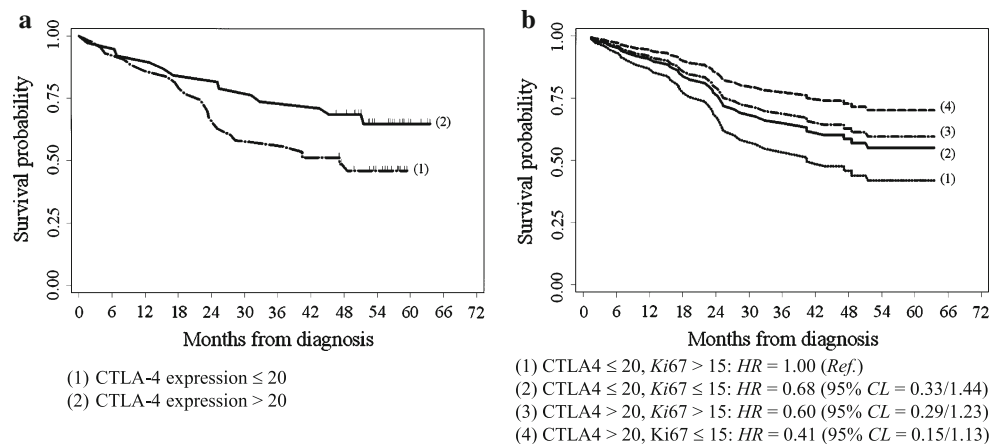 a
Survival probability
1.00
0.75
0.50
0.25
0.00
(2)
(1)
0 6 12 18 24 30 36 42 48 54 60 66 72
Months from diagnosis
(1) CTLA-4 expression ≤ 20
(2) CTLA-4 expression > 20
b
Survival probability
1.00
0.75
0.50
0.25
0.00
(4)
(3)
(2)
(1)
0 6 12 18 24 30 36 42 48 54 60 66 72
Months from diagnosis
(1) CTLA4 ≤ 20, Ki67 > 15: HR = 1.00 (Ref.)
(2) CTLA4 ≤ 20, Ki67 ≤ 15: HR = 0.68 (95% CL = 0.33/1.44)
(3) CTLA4 > 20, Ki67 > 15: HR = 0.60 (95% CL = 0.29/1.23)
(4) CTLA4 > 20, Ki67 ≤ 15: HR = 0.41 (95% CL = 0.15/1.13)